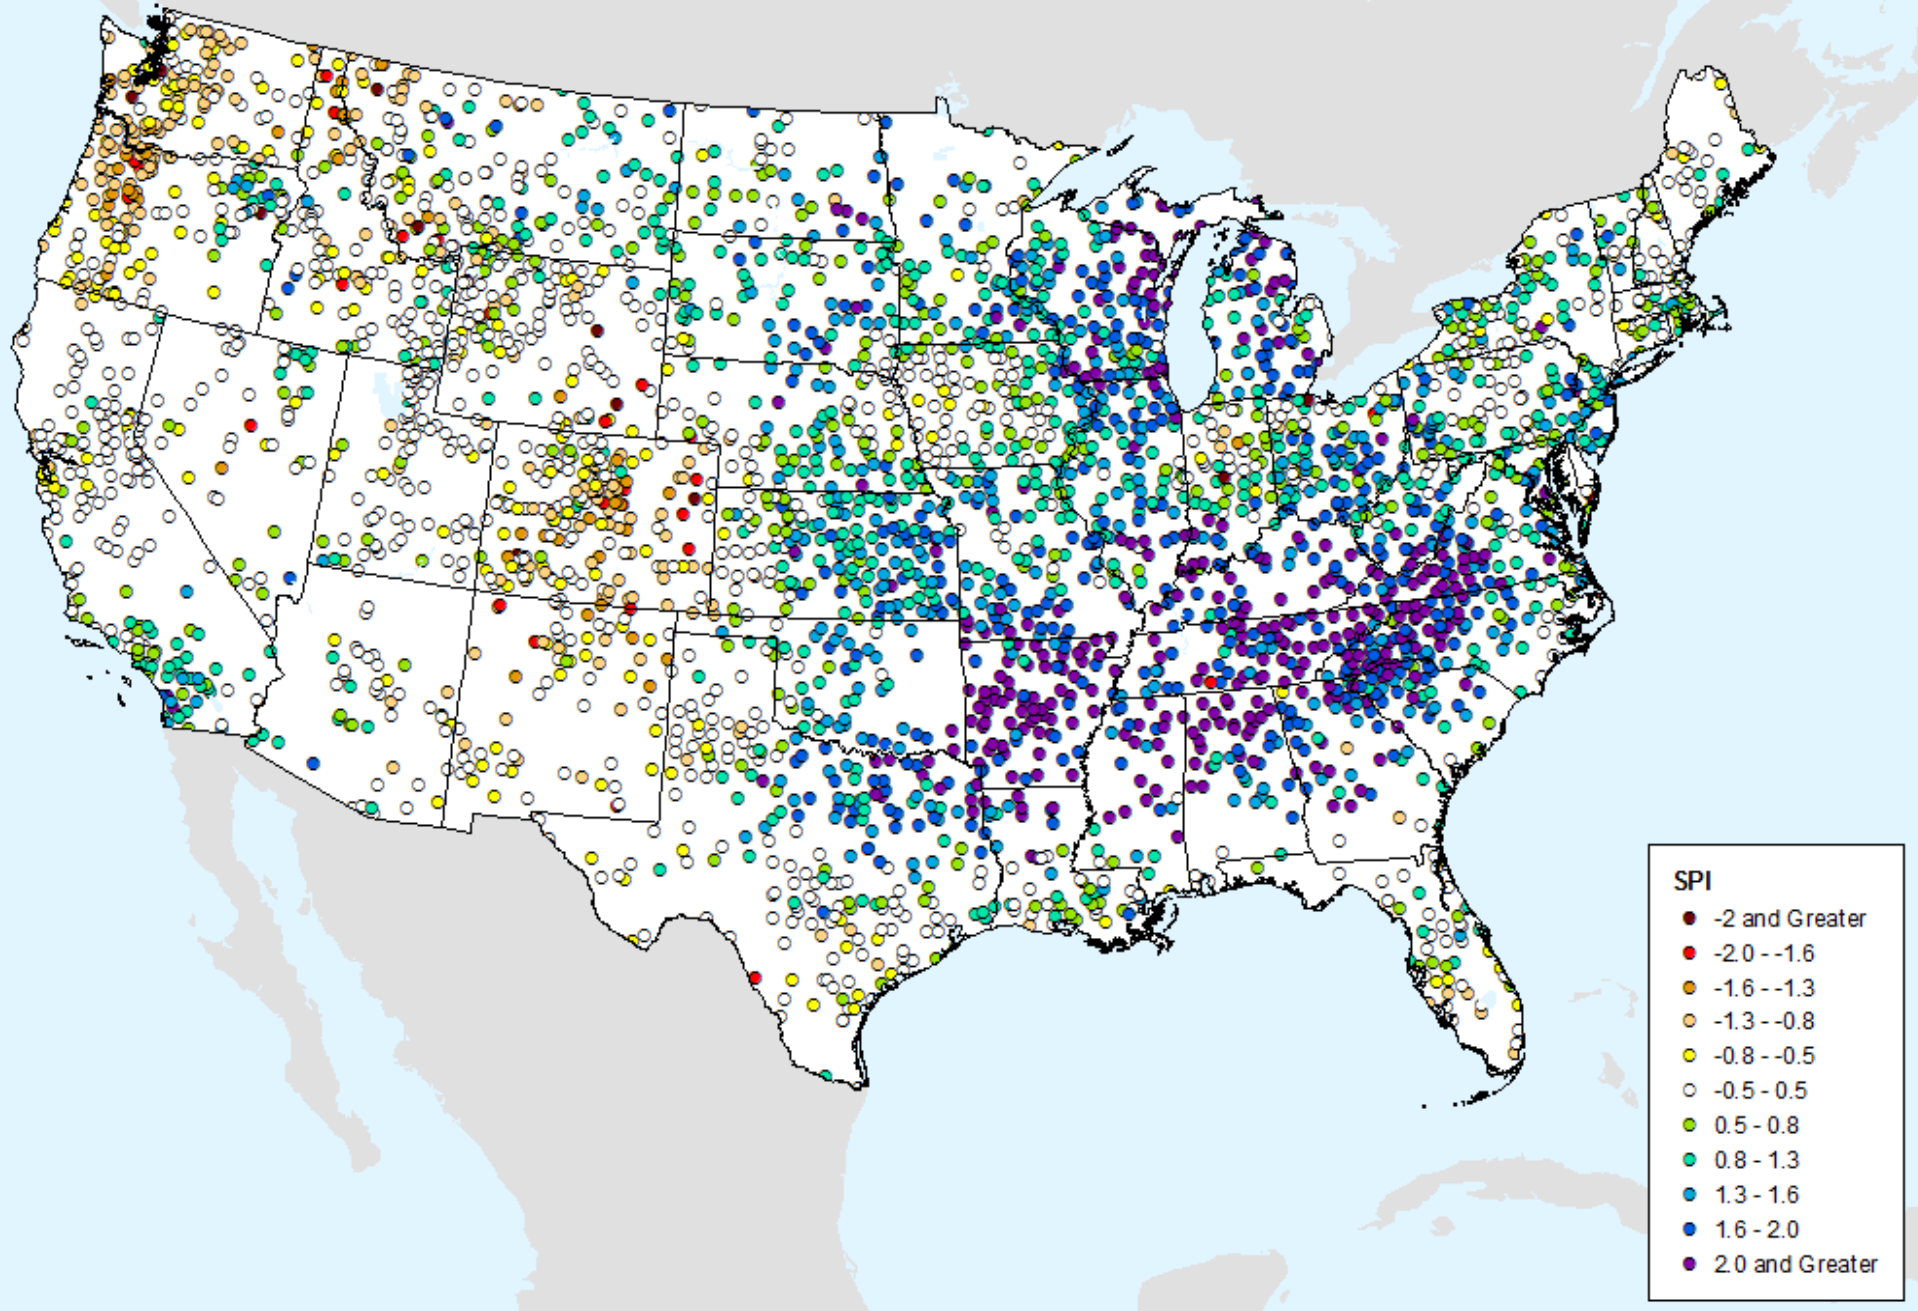 SPI
-2 and Greater
-2.0 - -1.6
-1.6 - -1.3
-1.3 - -0.8
-0.8 - -0.5
-0.5 - 0.5
0.5 - 0.8
0.8 - 1.3
1.3 - 1.6
1.6 - 2.0
2.0 and Greater